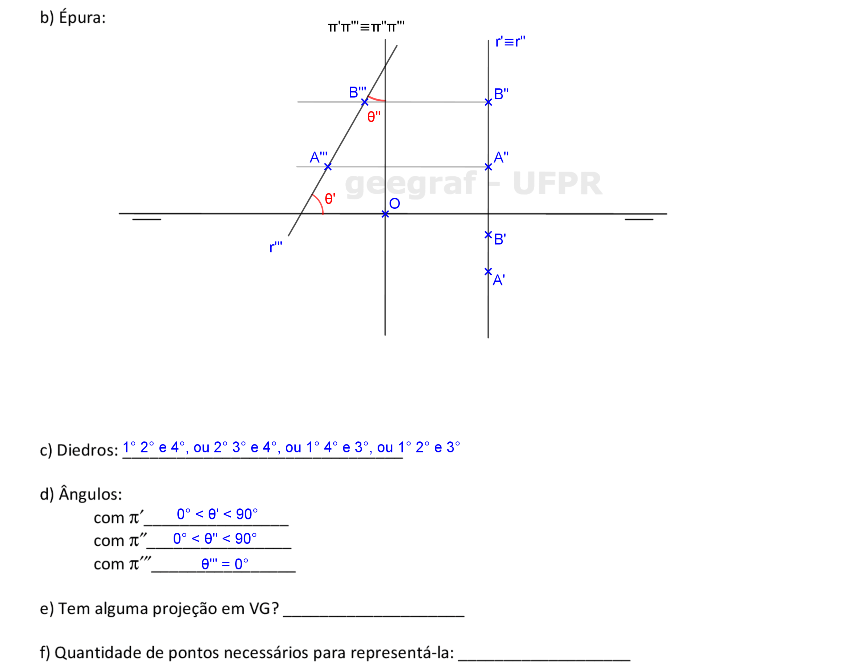 b) Épura:
π'π'''≡π''π'''
r'≡r''
B''' B''
θ''
A''' A''
geegraf - UFPR
θ'
O
r'''
B'
A'
c) Diedros: 1° 2° e 4°, ou 2° 3° e 4°, ou 1° 4° e 3°, ou 1° 2° e 3°
d) Ângulos:
com π′ 0° < θ' < 90°
com π″ 0° < θ'' < 90°
com π‴ θ''' = 0°
e) Tem alguma projeção em VG? ____________________
f) Quantidade de pontos necessários para representá-la: ___________________